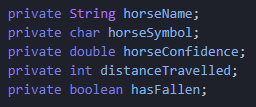 private String horseName;
private char horseSymbol;
private double horseConfidence;
private int distanceTravelled;
private boolean hasFallen;